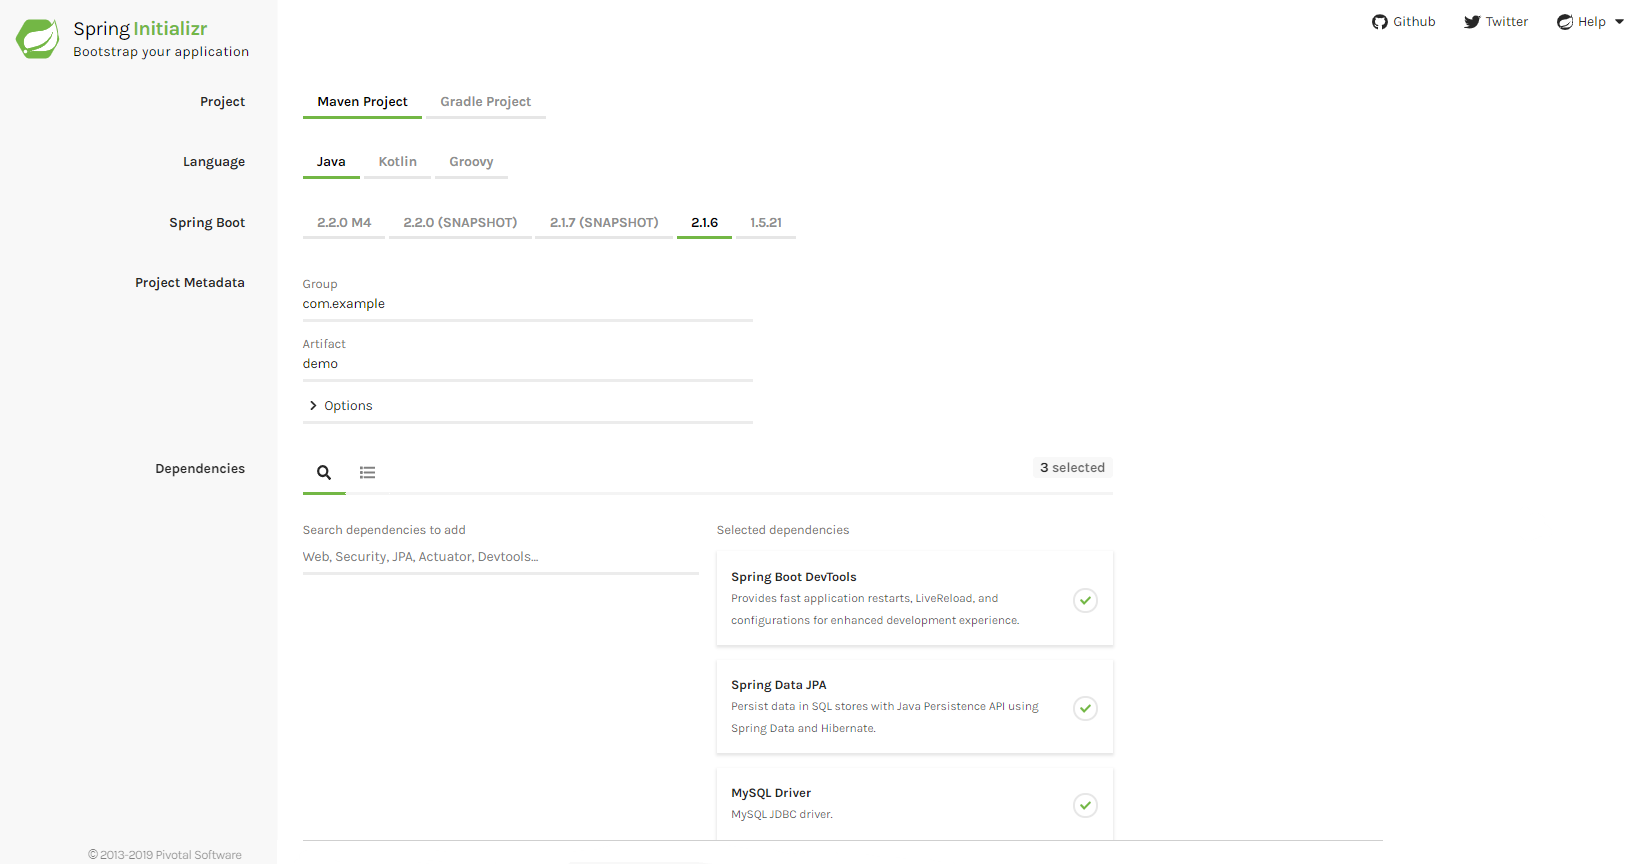 Spring Initializr
Bootstrap your application
Github
Twitter
Help
Project
Maven Project
Gradle Project
Language
Java
Kotlin
Groovy
Spring Boot
2.2.0 M4
2.2.0 (SNAPSHOT)
2.1.7 (SNAPSHOT)
2.1.6
1.5.21
Project Metadata
Group
com.example
Artifact
demo
Options
Dependencies
3 selected
Search dependencies to add
Web, Security, JPA, Actuator, Devtools...
Selected dependencies
Spring Boot DevTools
Provides fast application restarts, LiveReload, and
configurations for enhanced development experience.
Spring Data JPA
Persist data in SQL stores with Java Persistence API using
Spring Data and Hibernate.
MySQL Driver
MySQL JDBC driver.
© 2013-2019 Pivotal Software